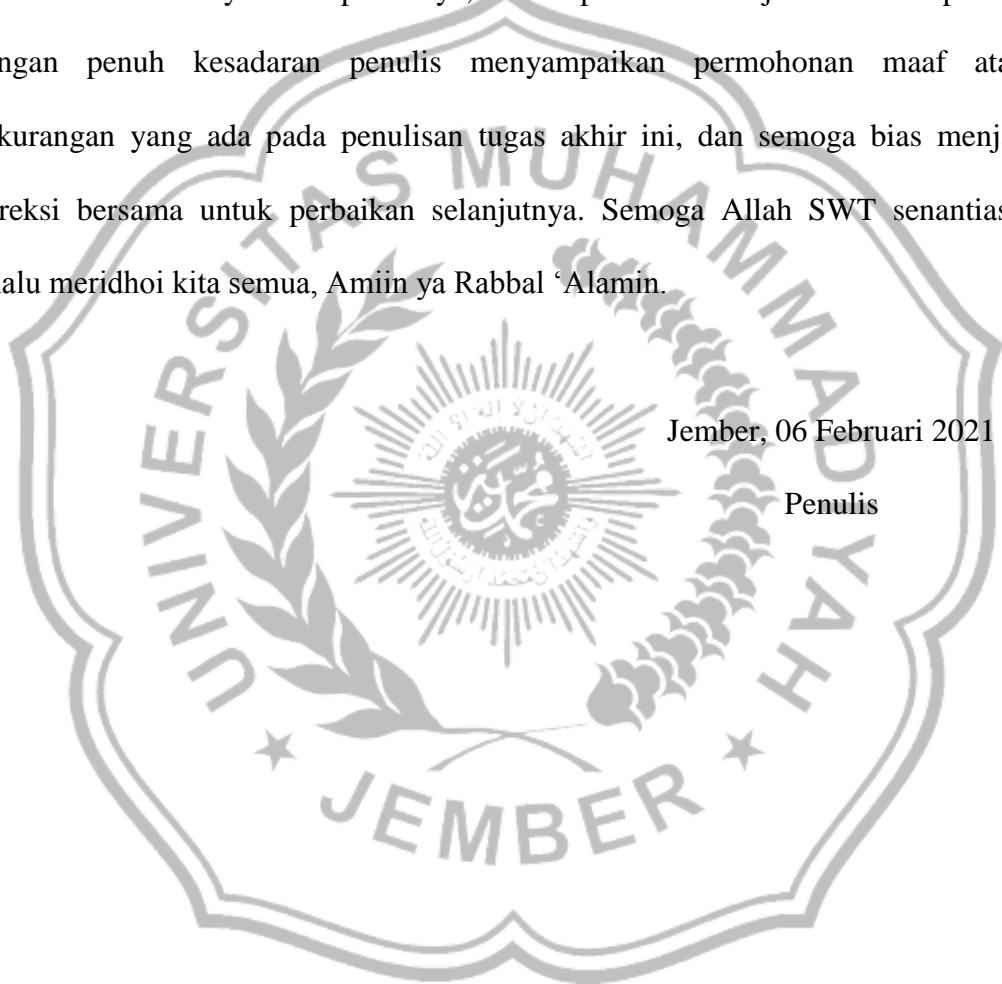 ngan penuh kesadaran penulis menyampaikan permohonan maaf ata
kurangan yang ada pada penulisan tugas akhir ini, dan semoga bias menj
reksi bersama untuk perbaikan selanjutnya. Semoga Allah SWT senantias
alu meridhoi kita semua, Amiin ya Rabbal ‘Alamin.
Jember, 06 Februari 2021
Penulis
UNIVERSITAS MUHAMMADIYAH
JEMBER